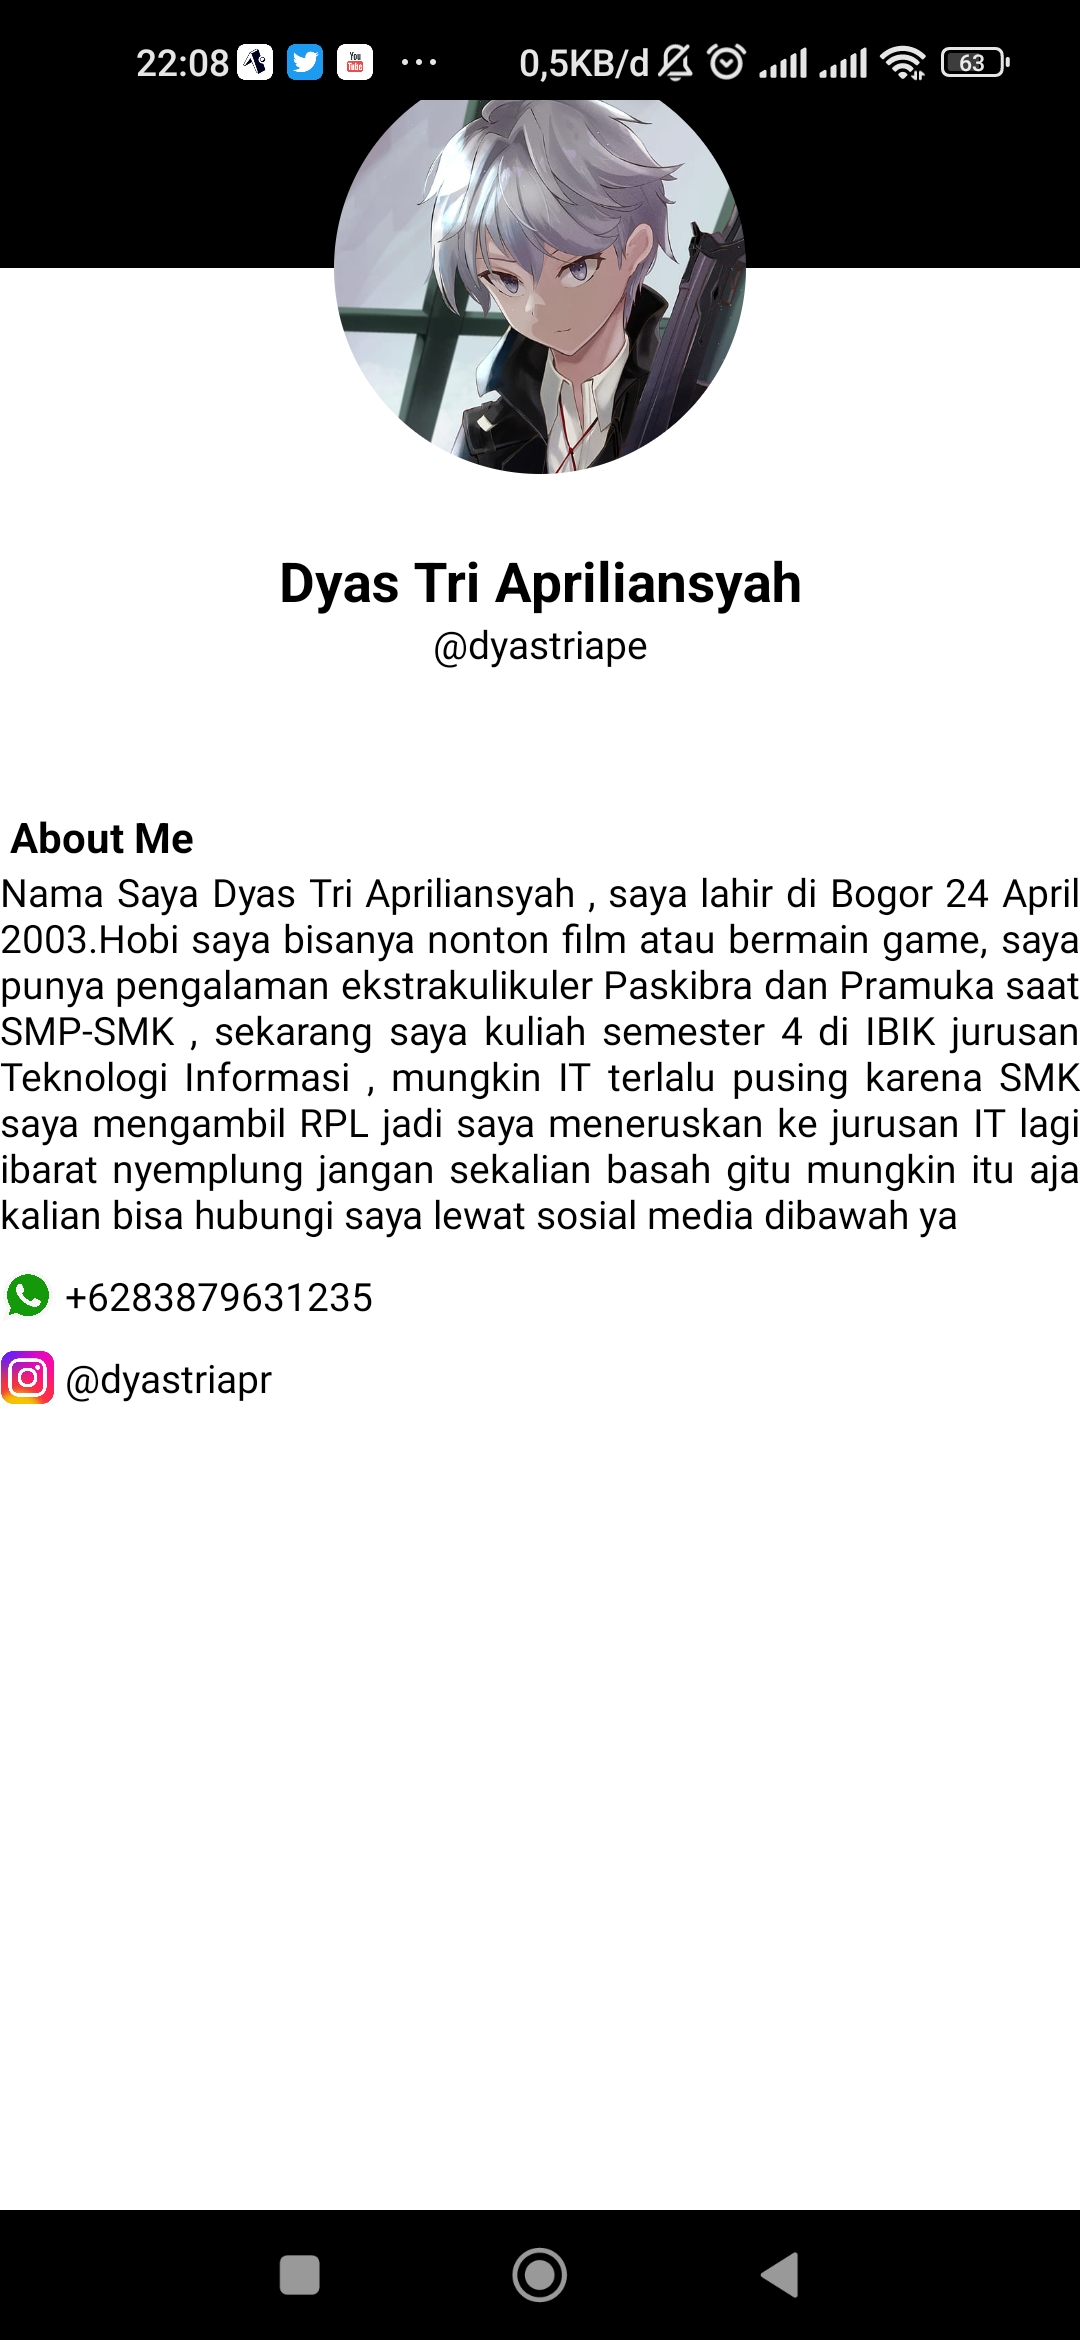 22:08
You
Tube
0,5KB/d
63
Dyas Tri Apriliansyah
@dyastriape
About Me
Nama Saya Dyas Tri Apriliansyah , saya lahir di Bogor 24 April
2003.Hobi saya bisanya nonton film atau bermain game, saya
punya pengalaman ekstrakulikuler Paskibra dan Pramuka saat
SMP-SMK , sekarang saya kuliah semester 4 di IBIK jurusan
Teknologi Informasi , mungkin IT terlalu pusing karena SMK
saya mengambil RPL jadi saya meneruskan ke jurusan IT lagi
ibarat nyemplung jangan sekalian basah gitu mungkin itu aja
kalian bisa hubungi saya lewat sosial media dibawah ya
+6283879631235
@dyastriapr